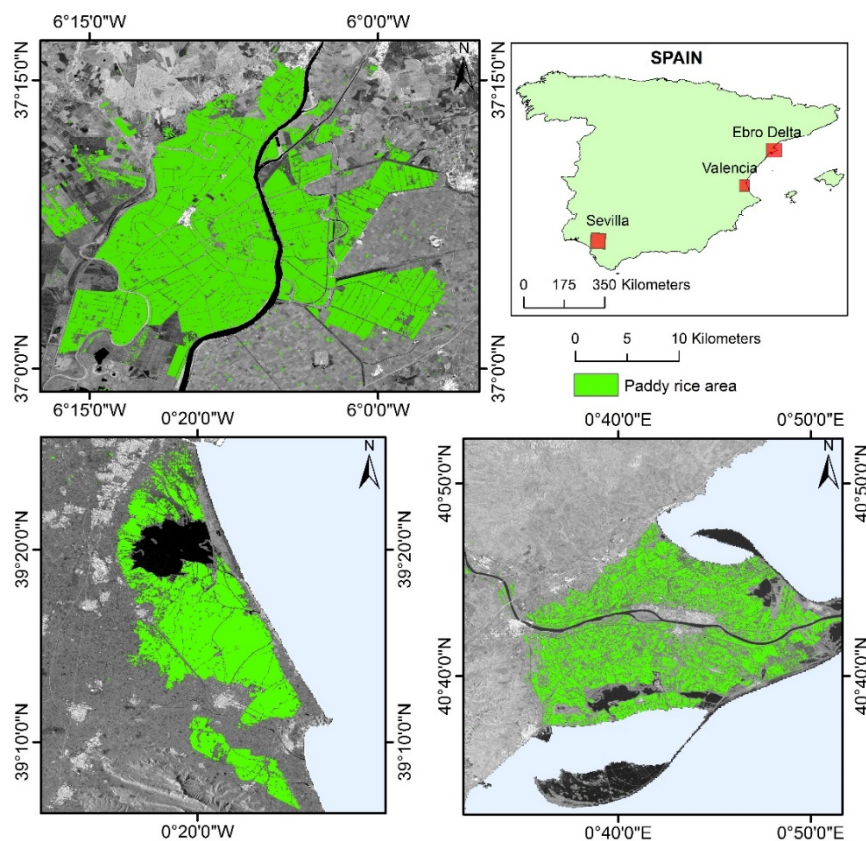 6°15'0"W
6°0'0"W
37°15'0"N
37°15'0"N
37°0'0"N
37°0'0"N
6°15'0"W
6°0'0"W
N
SPAIN
Ebro Delta
Valencia
Sevilla
0 175 350 Kilometers
0 5 10 Kilometers
Paddy rice area
0°20'0"W
39°20'0"N
39°20'0"N
39°10'0"N
39°10'0"N
0°20'0"W
N
0°40'0"E
0°50'0"E
40°50'0"N
40°50'0"N
40°40'0"N
40°40'0"N
0°40'0"E
0°50'0"E
N